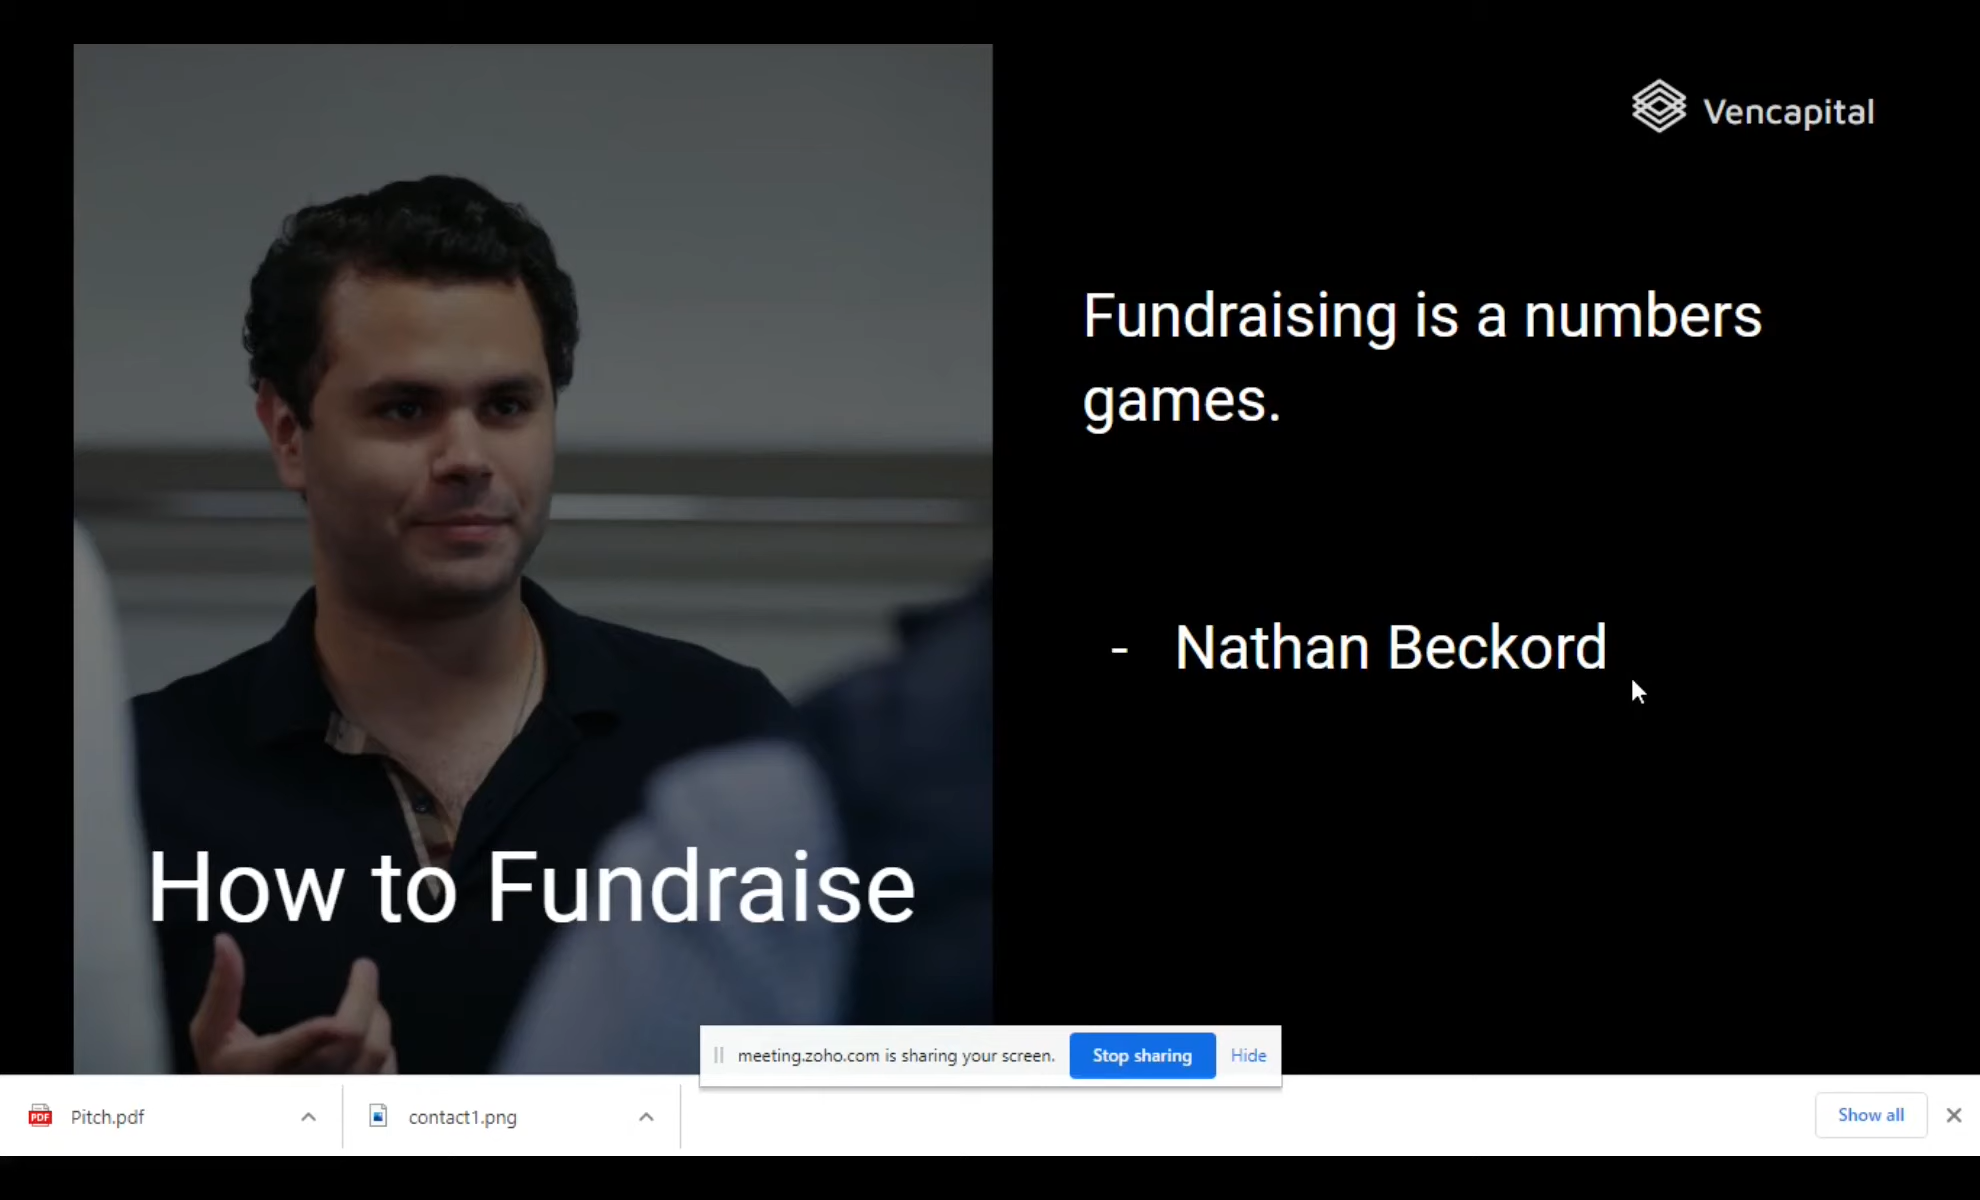 Vencapital
Fundraising is a numbers
games.
- Nathan Beckord
How to Fundraise
meeting.zoho.com is sharing your screen. Stop sharing Hide
PDF Pitch.pdf contact1.png Show all